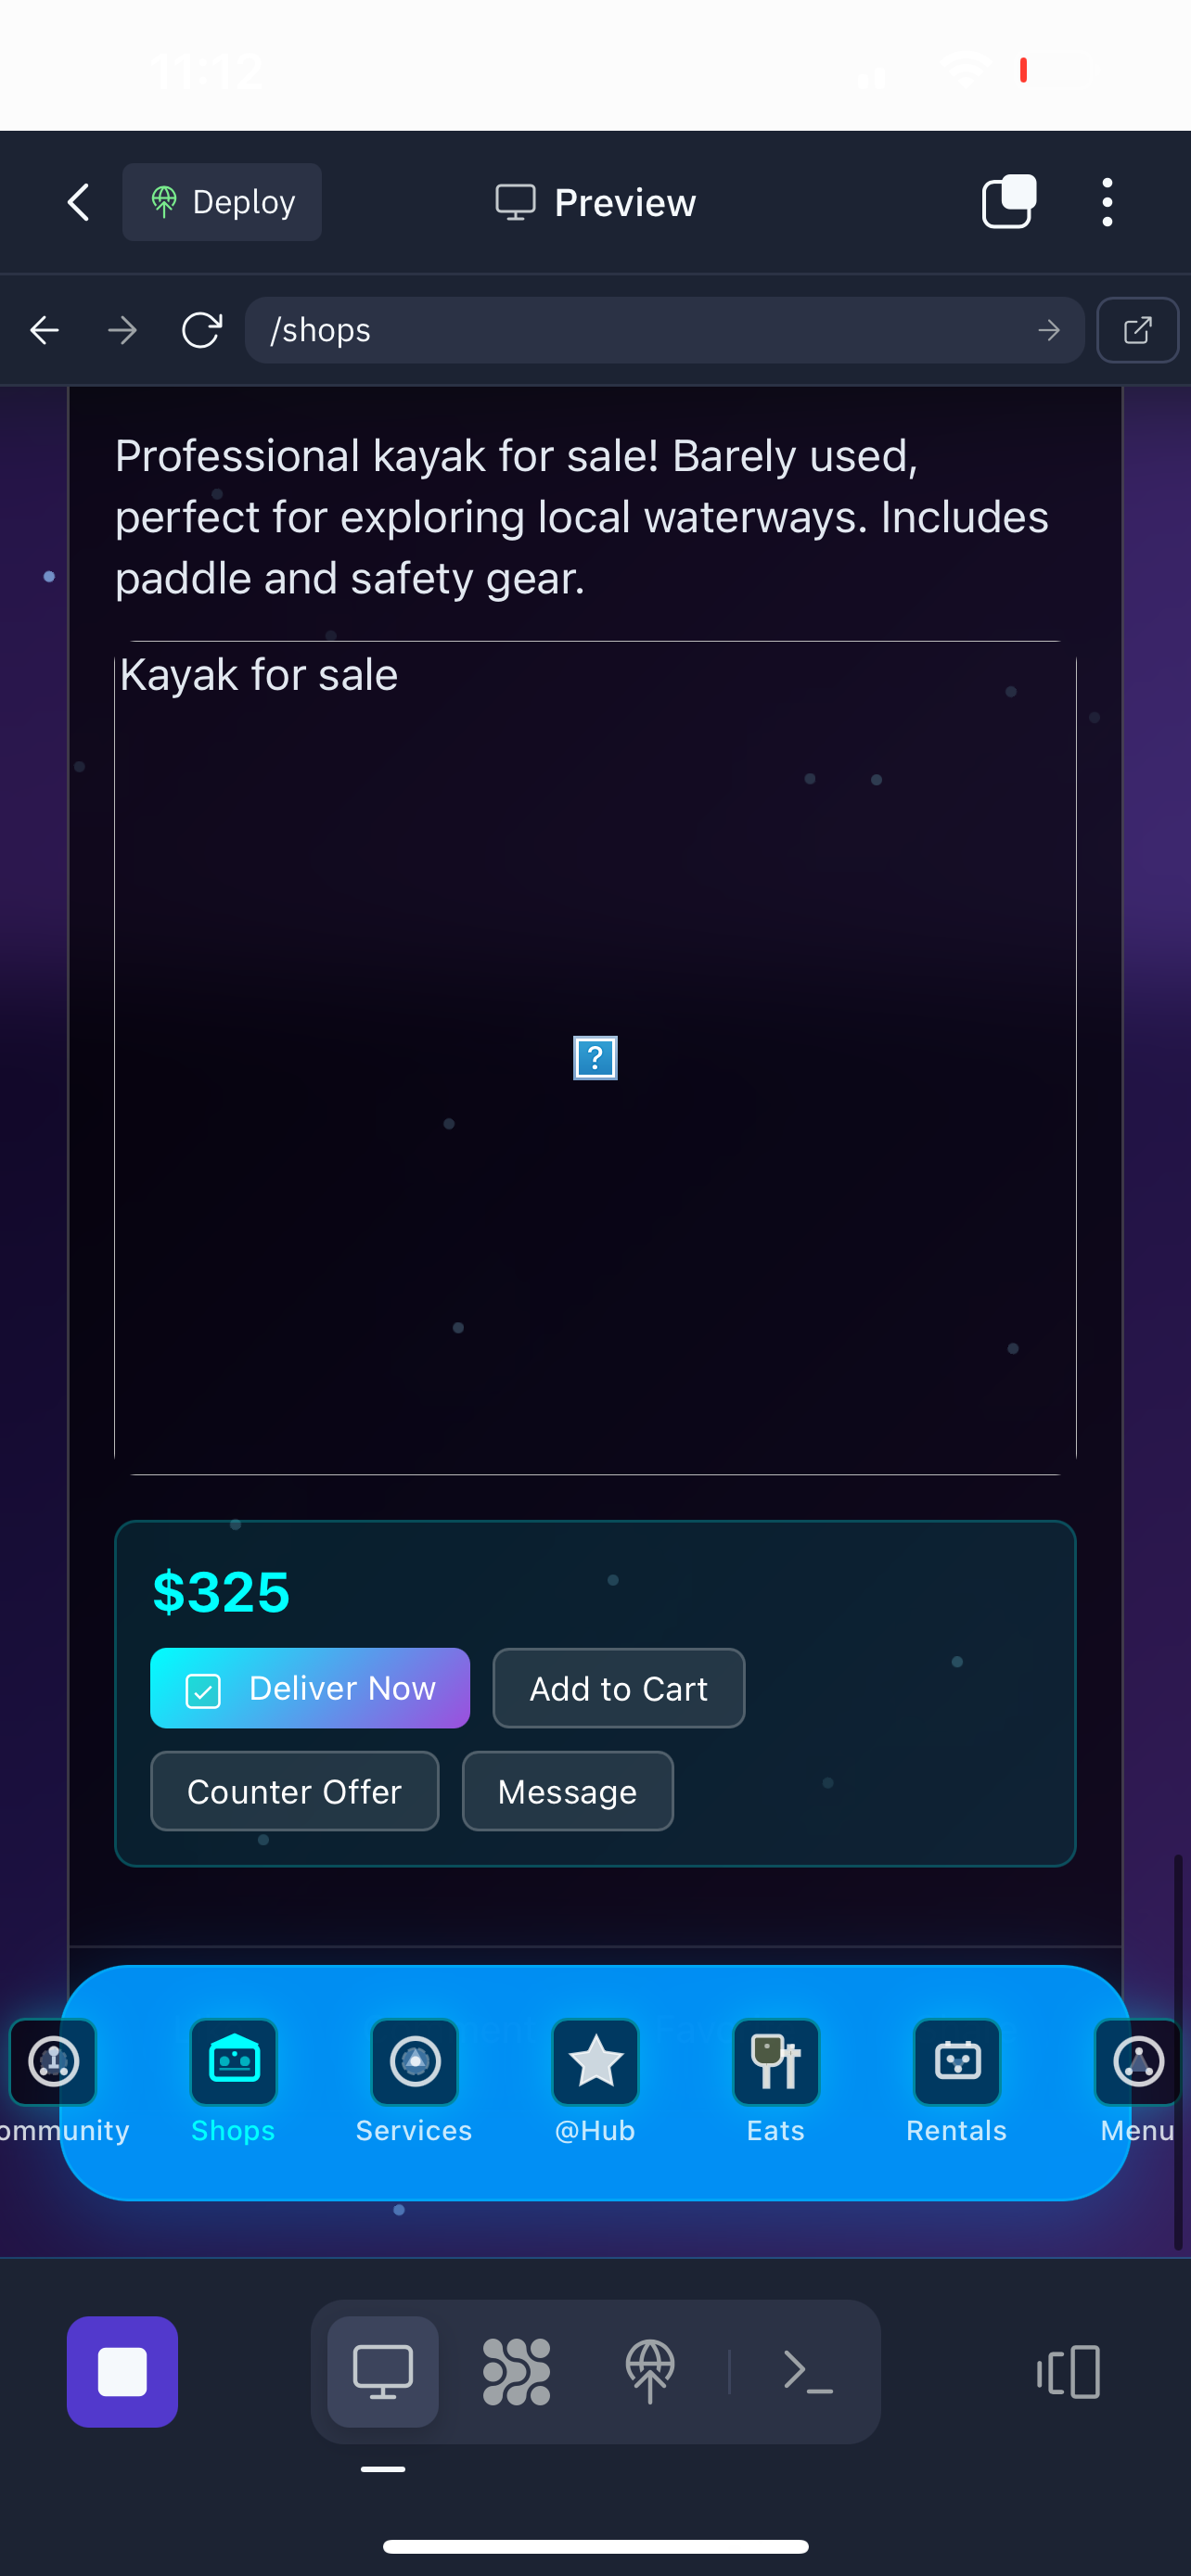 11:12
Deploy
Preview
/shops
Professional kayak for sale! Barely used,
perfect for exploring local waterways. Includes
paddle and safety gear.
Kayak for sale
?
$325
Deliver Now
Add to Cart
Counter Offer
Message
ommunity
Shops
Services
@Hub
Eats
Rentals
Menu